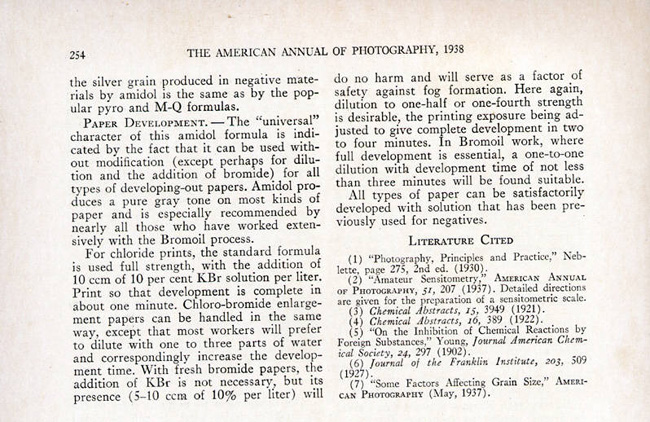 254
THE AMERICAN ANNUAL OF PHOTOGRAPHY, 1938
the silver grain produced in negative mate-
rials by amidol is the same as by the pop-
ular pyro and M-Q formulas.
PAPER DEVELOPMENT. — The “universal”
character of this amidol formula is indi-
cated by the fact that it can be used with-
out modification (except perhaps for dilu-
tion and the addition of bromide) for all
types of developing-out papers. Amidol pro-
duces a pure gray tone on most kinds of
paper and is especially recommended by
nearly all those who have worked exten-
sively with the Bromoil process.
For chloride prints, the standard formula
is used full strength, with the addition of
10 ccm of 10 per cent KBr solution per liter.
Print so that development is complete in
about one minute. Chloro-bromide enlarge-
ment papers can be handled in the same
way, except that most workers will prefer
to dilute with one to three parts of water
and correspondingly increase the develop-
ment time. With fresh bromide papers, the
addition of KBr is not necessary, but its
presence (5-10 ccm of 10% per liter) will
do no harm and will serve as a factor of
safety against fog formation. Here again,
dilution to one-half or one-fourth strength
is desirable, the printing exposure being ad-
justed to give complete development in two
to four minutes. In Bromoil work, where
full development is essential, a one-to-one
dilution with development time of not less
than three minutes will be found suitable.
All types of paper can be satisfactorily
developed with solution that has been pre-
viously used for negatives.
LITERATURE CITED
(1) “Photography, Principles and Practice,” Neb-
lette, page 275, 2nd ed. (1930).
(2) “Amateur Sensitometry,” AMERICAN ANNUAL
OF PHOTOGRAPHY, 51, 207 (1937). Detailed directions
are given for the preparation of a sensitometric scale.
(3) Chemical Abstracts, 15, 3949 (1921).
(4) Chemical Abstracts, 16, 389 (1922).
(5) “On the Inhibition of Chemical Reactions by
Foreign Substances,” Young, Journal American Chem-
ical Society, 24, 297 (1902).
(6) Journal of the Franklin Institute, 203, 509
(1927).
(7) “Some Factors Affecting Grain Size,” AMERI-
CAN PHOTOGRAPHY (May, 1937).